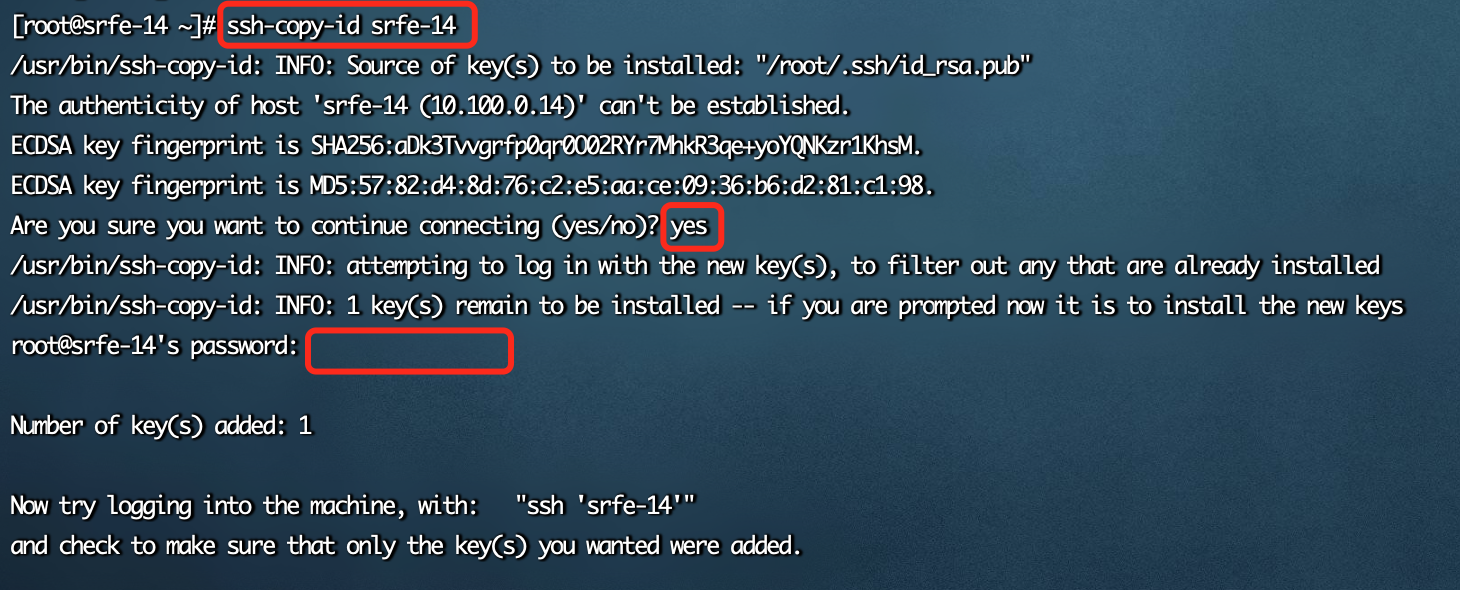 [root@srfe-14 ~]# ssh-copy-id srfe-14
/usr/bin/ssh-copy-id: INFO: Source of key(s) to be installed: "/root/.ssh/id_rsa.pub"
The authenticity of host 'srfe-14 (10.100.0.14)' can't be established.
ECDSA key fingerprint is SHA256:aDk3Tvvgrfp0qr0O02RYr7MhkR3qe+yoYQNKzr1KhsM.
ECDSA key fingerprint is MD5:57:82:d4:8d:76:c2:e5:aa:ce:09:36:b6:d2:81:c1:98.
Are you sure you want to continue connecting (yes/no)? yes
/usr/bin/ssh-copy-id: INFO: attempting to log in with the new key(s), to filter out any that are already installed
/usr/bin/ssh-copy-id: INFO: 1 key(s) remain to be installed -- if you are prompted now it is to install the new keys
root@srfe-14's password:
Number of key(s) added: 1
Now try logging into the machine, with:   "ssh 'srfe-14'"
and check to make sure that only the key(s) you wanted were added.